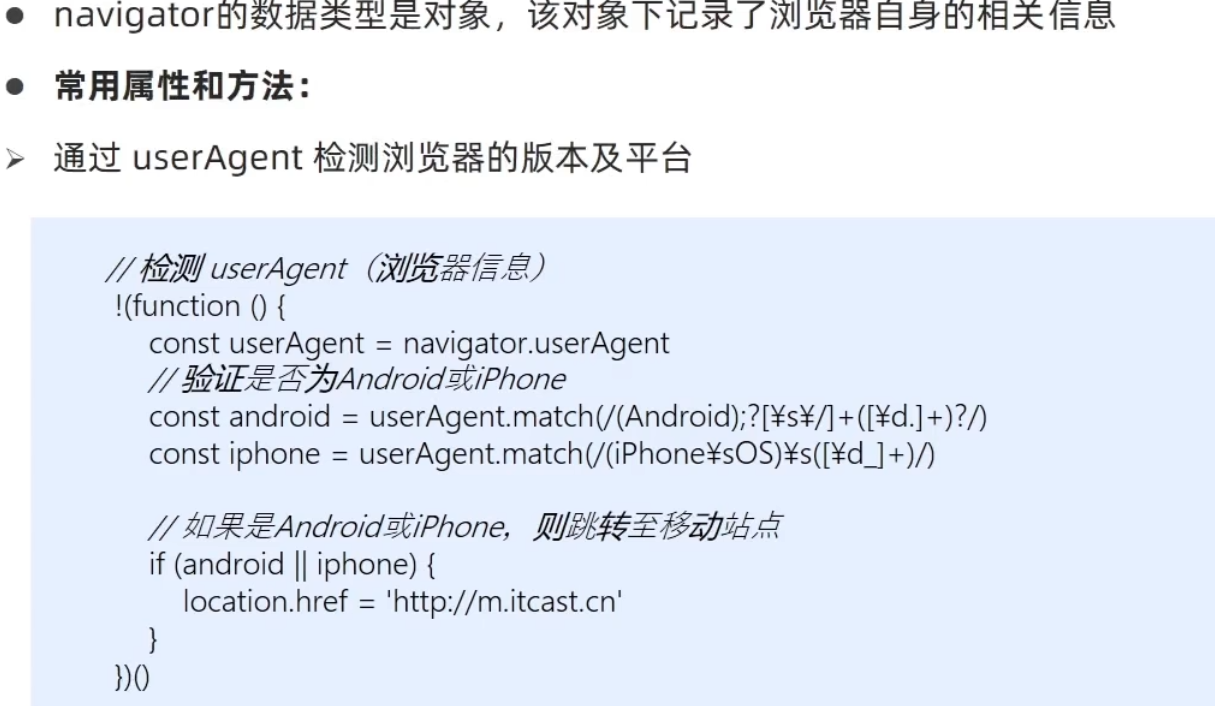 navigator的数据类型是对象，该对象下记录了浏览器自身的相关信息
常用属性和方法：
通过 userAgent 检测浏览器的版本及平台
// 检测 userAgent（浏览器信息）
!(function () {
const userAgent = navigator.userAgent
// 验证是否为Android或iPhone
const android = userAgent.match(/(Android);?[¥s¥/]+([¥d.]+)?/)
const iphone = userAgent.match(/(iPhone¥sOS)¥s([¥d_]+)/)
// 如果是Android或iPhone，则跳转至移动站点
if (android || iphone) {
location.href = 'http://m.itcast.cn'
}
})()